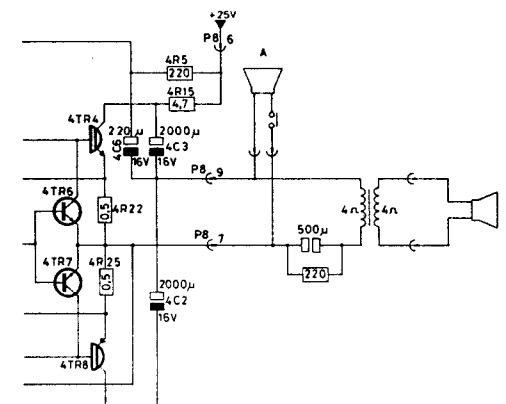 +25V
P8 6
A
4R5
220
4R15
4,7
4TR4
220µ
2000µ
4C6
4C3
16V
16V
P8 9
4TR6
0,5
4R22
4Ω
4Ω
P8 7
500µ
220
4TR7
4R25
0,5
2000µ
4C2
16V
4TR8